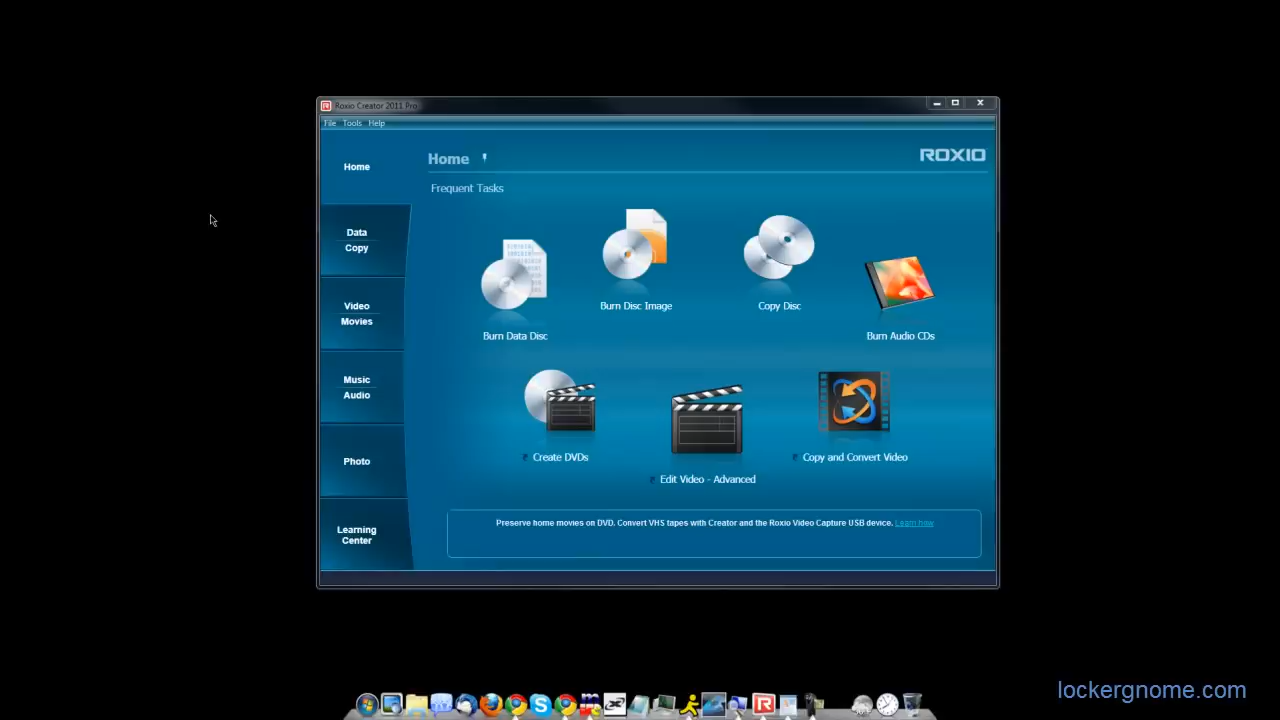 Roxio Creator 2011 Pro
File Tools Help
Home
Data
Copy
Video
Movies
Music
Audio
Photo
Learning
Center
Home
ROXIO
Frequent Tasks
Burn Data Disc
Burn Disc Image
Copy Disc
Burn Audio CDs
Create DVDs
Edit Video - Advanced
Copy and Convert Video
Preserve home movies on DVD. Convert VHS tapes with Creator and the Roxio Video Capture USB device. Learn how
lockergnome.com